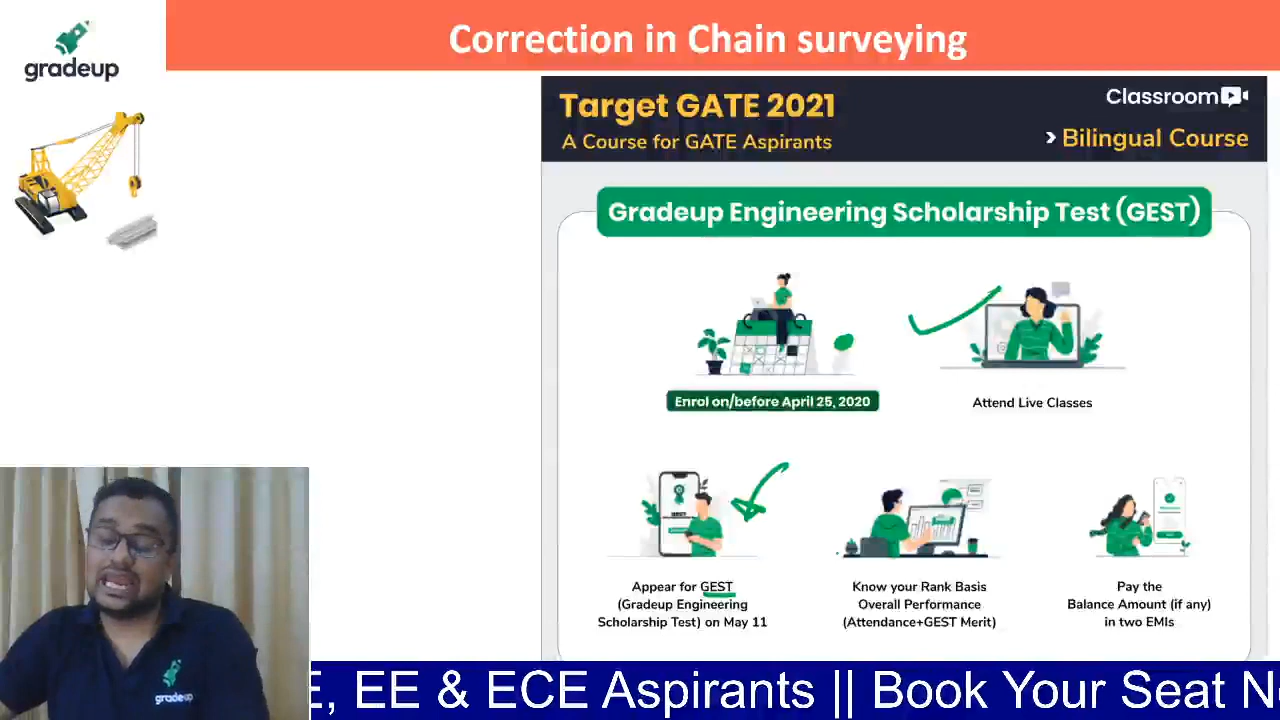 gradeup
Correction in Chain surveying
Target GATE 2021
A Course for GATE Aspirants
Classroom
Bilingual Course
Gradeup Engineering Scholarship Test (GEST)
Enrol on/before April 25, 2020
Attend Live Classes
Appear for GEST
(Gradeup Engineering
Scholarship Test) on May 11
Know your Rank Basis
Overall Performance
(Attendance+GEST Merit)
Pay the
Balance Amount (if any)
in two EMIs
gradeup
E, EE & ECE Aspirants || Book Your Seat N